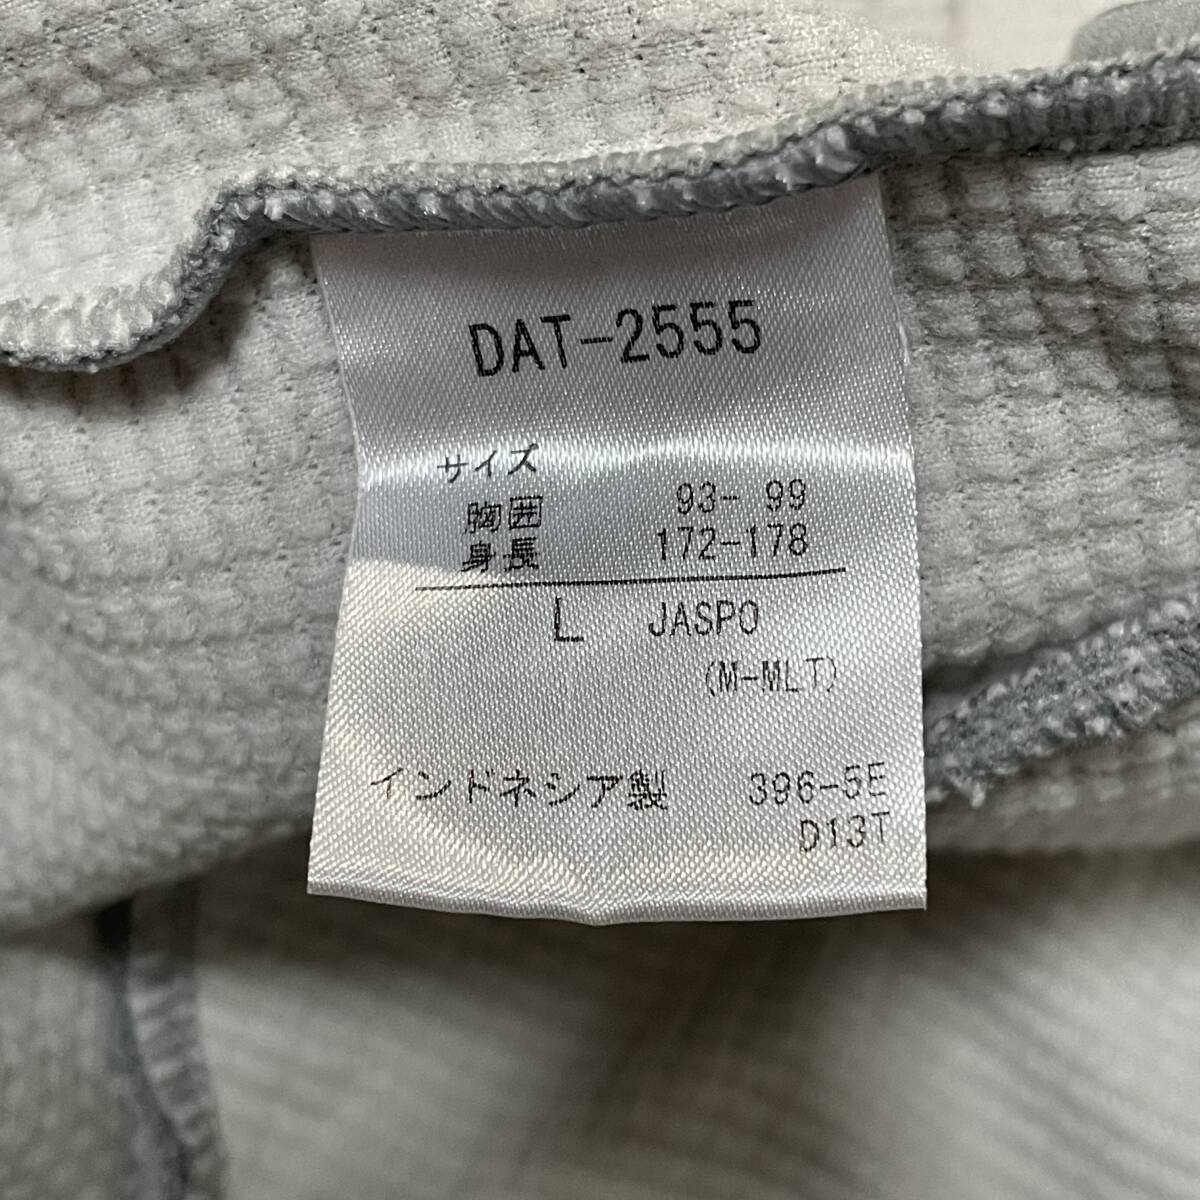 DAT-2555
サイズ
胸囲 93- 99
身長 172-178
L JASPO
(M-MLT)
インドネシア製 396-5E
D13T